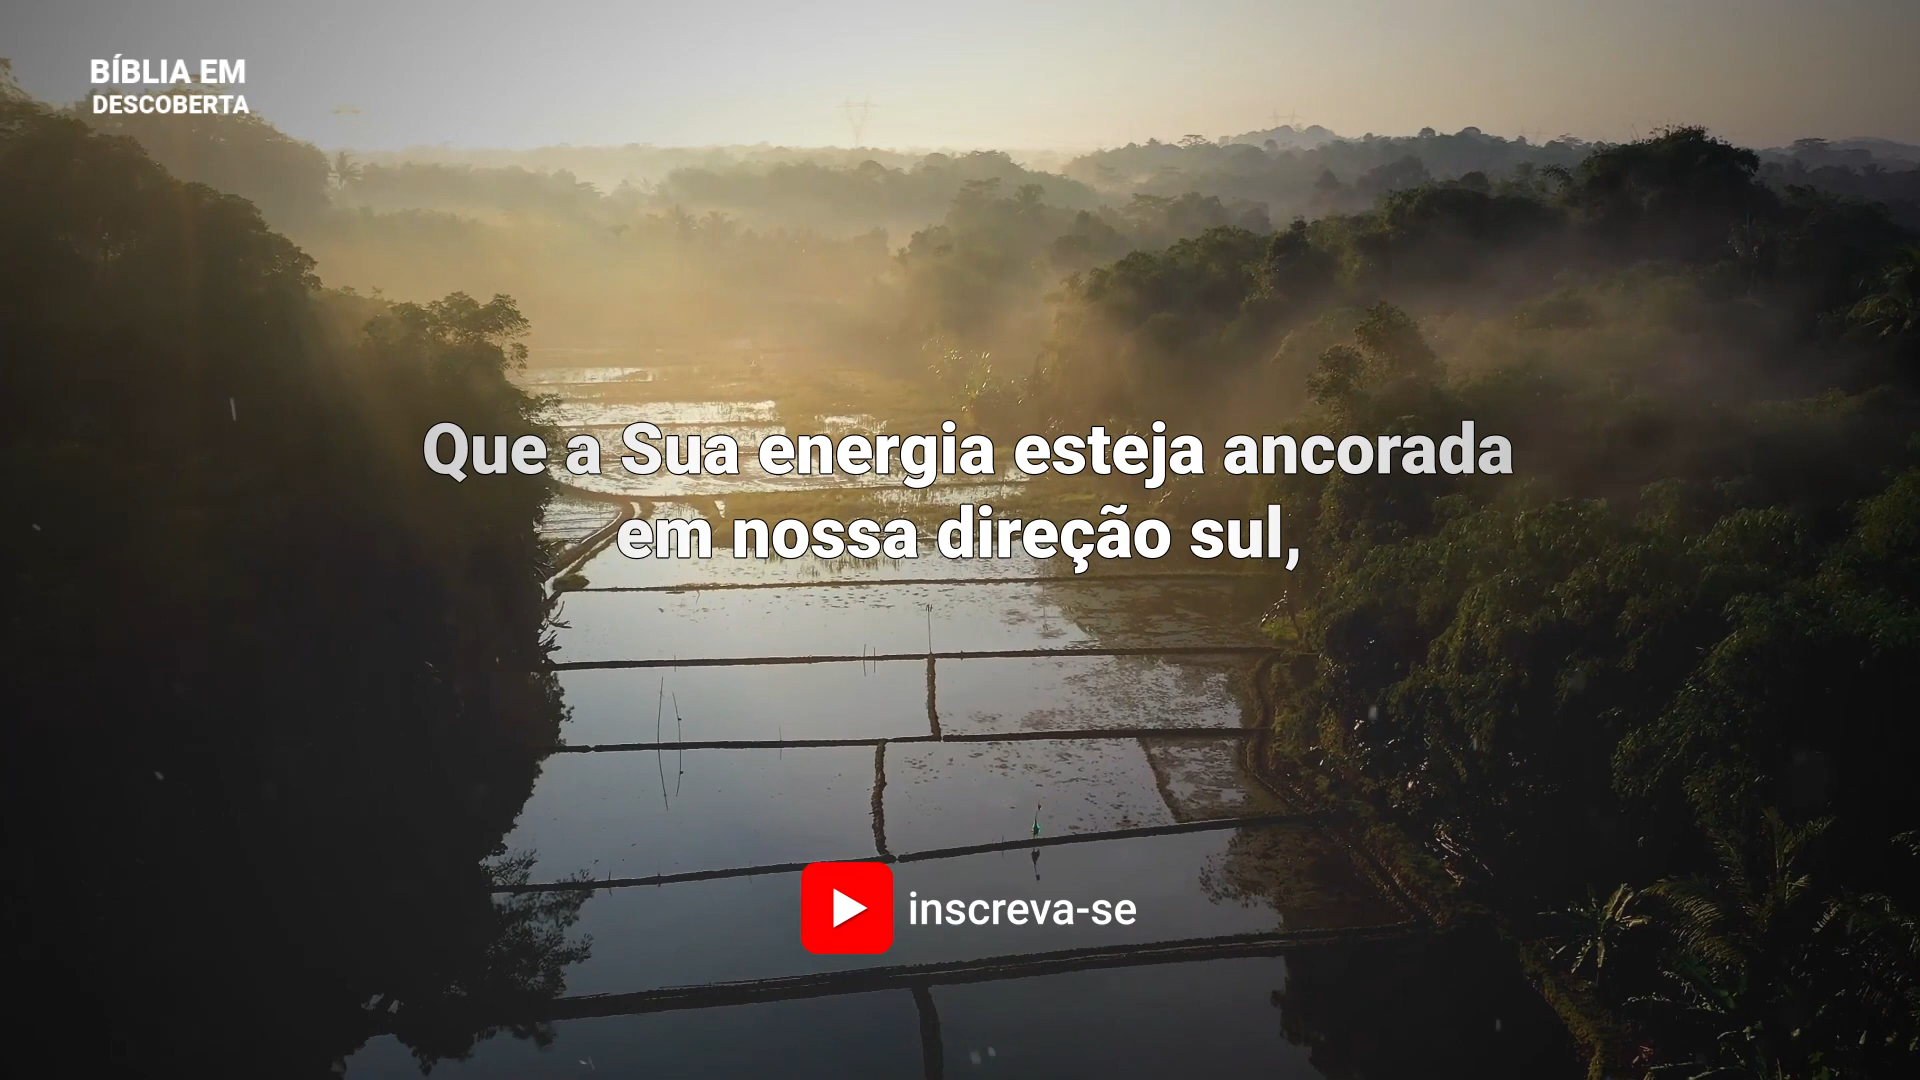 BÍBLIA EM
DESCOBERTA
Que a Sua energia esteja ancorada
em nossa direção sul,
inscreva-se